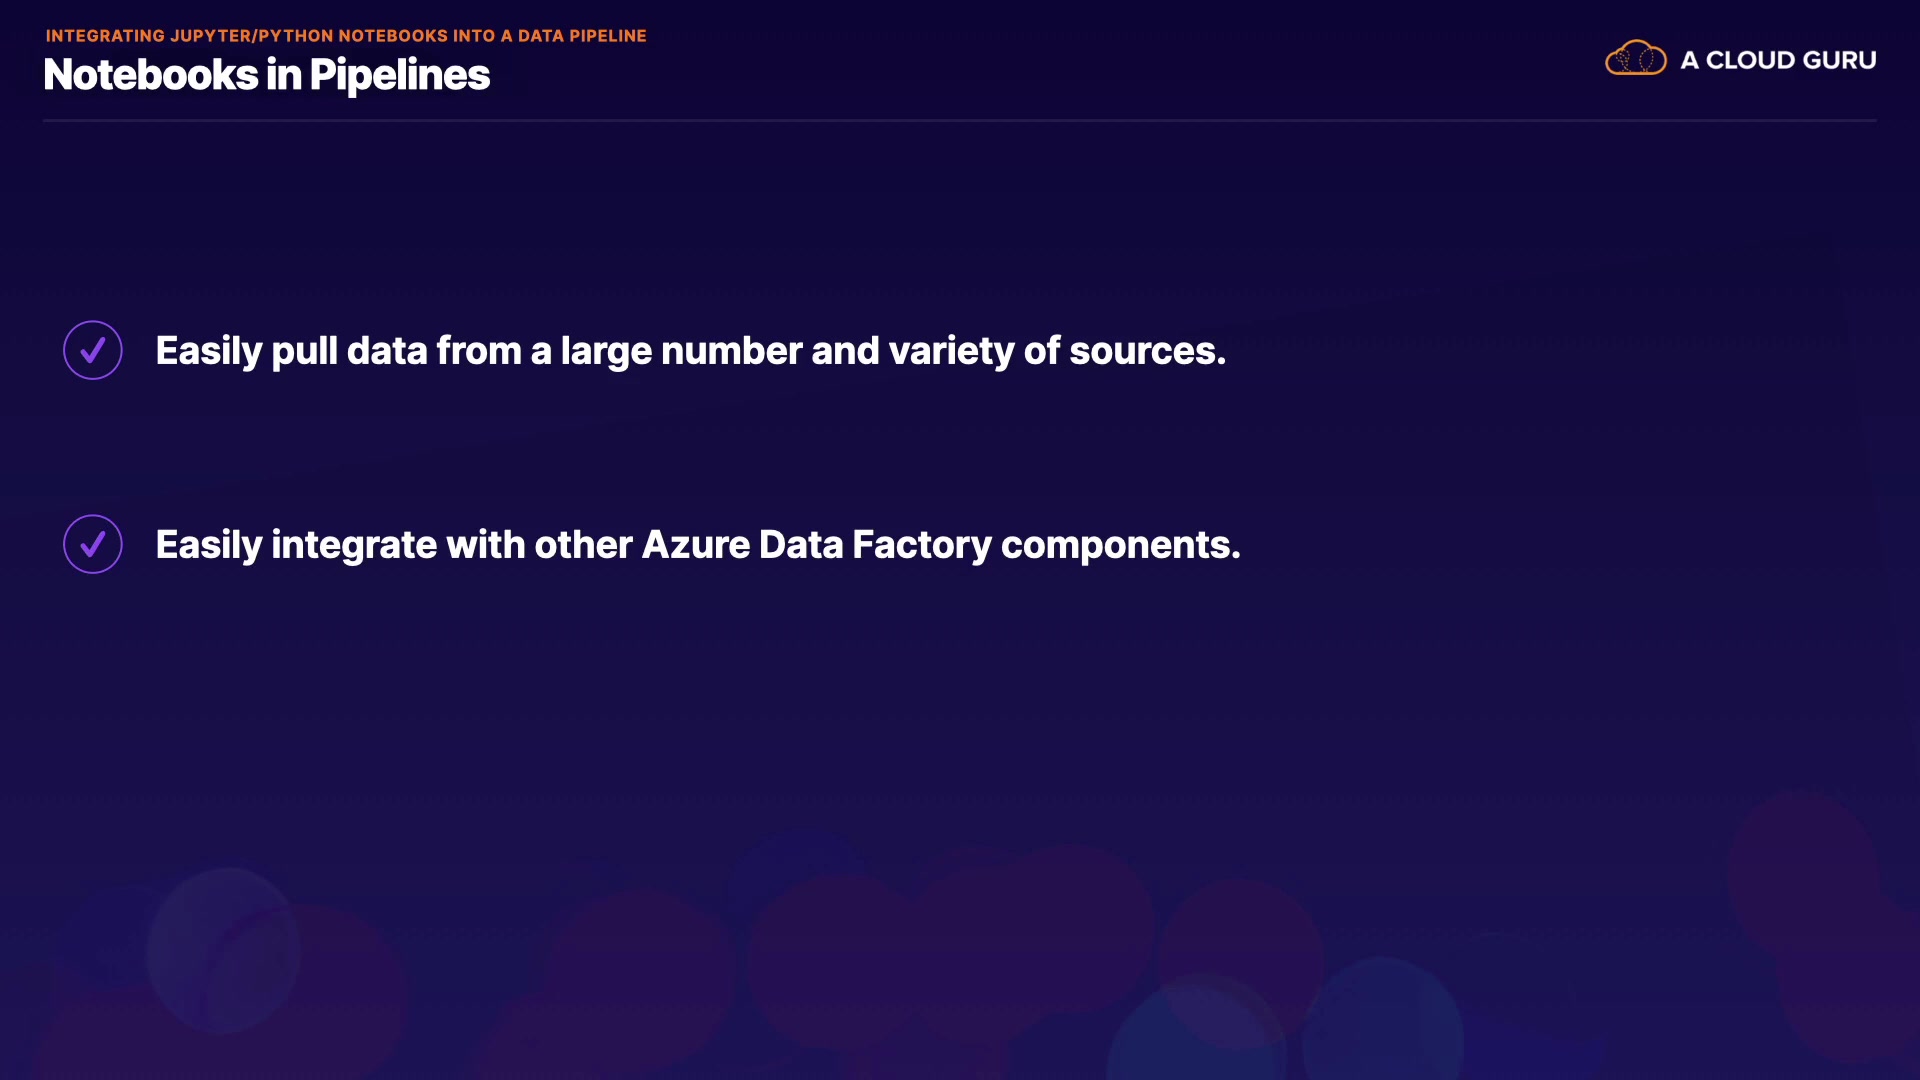 INTEGRATING JUPYTER/PYTHON NOTEBOOKS INTO A DATA PIPELINE
Notebooks in Pipelines
A CLOUD GURU
Easily pull data from a large number and variety of sources.
Easily integrate with other Azure Data Factory components.